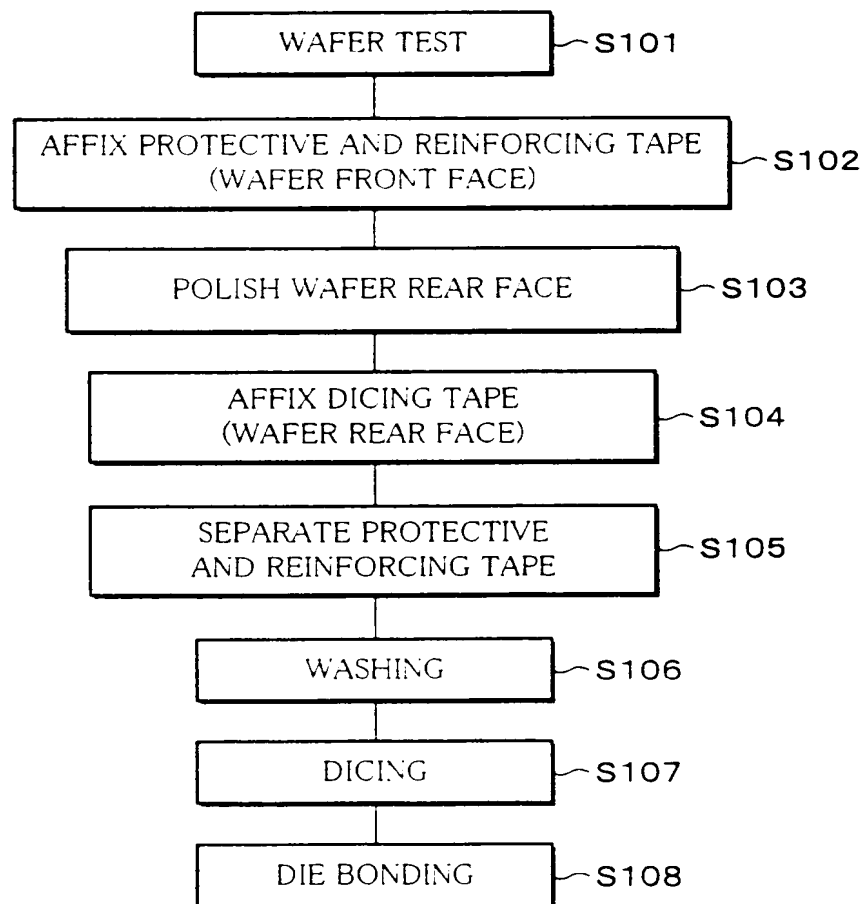 WAFER TEST S101
AFFIX PROTECTIVE AND REINFORCING TAPE
(WAFER FRONT FACE) S102
POLISH WAFER REAR FACE S103
AFFIX DICING TAPE
(WAFER REAR FACE) S104
SEPARATE PROTECTIVE
AND REINFORCING TAPE S105
WASHING S106
DICING S107
DIE BONDING S108